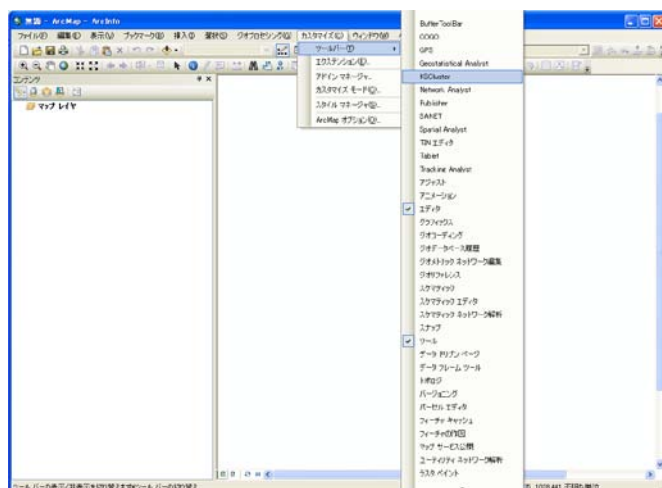 無題 - ArcMap - ArcInfo
ファイル(F) 編集(E) 表示(V) ブックマーク(B) 挿入(I) 選択(S) ジオプロセシング(G) カスタマイズ(C) ウィンドウ(W)
ツールバー(T)
エクステンション(E)...
アドイン マネージャ...
カスタマイズ モード(C)...
スタイル マネージャ(S)...
ArcMap オプション(O)...
コンテンツ
マップ レイヤ
Buffer ToolBar
COGO
GPS
Geostatistical Analyst
KSCluster
Network Analyst
Publisher
SANET
Spatial Analyst
TIN エディタ
Tablet
Tracking Analyst
アジャスト
アニメーション
エディタ
グラフィックス
ジオコーディング
ジオデータベース履歴
ジオメトリック ネットワーク編集
ジオリファレンス
スケマティック
スケマティック エディタ
スケマティック ネットワーク解析
スナップ
ツール
データ ドリブン ページ
データ フレーム ツール
トポロジ
バージョニング
パーセル エディタ
フィーチャ キャッシュ
フィーチャの作成
マップ サービス公開
ユーティリティ ネットワーク解析
ラスタ ペイント